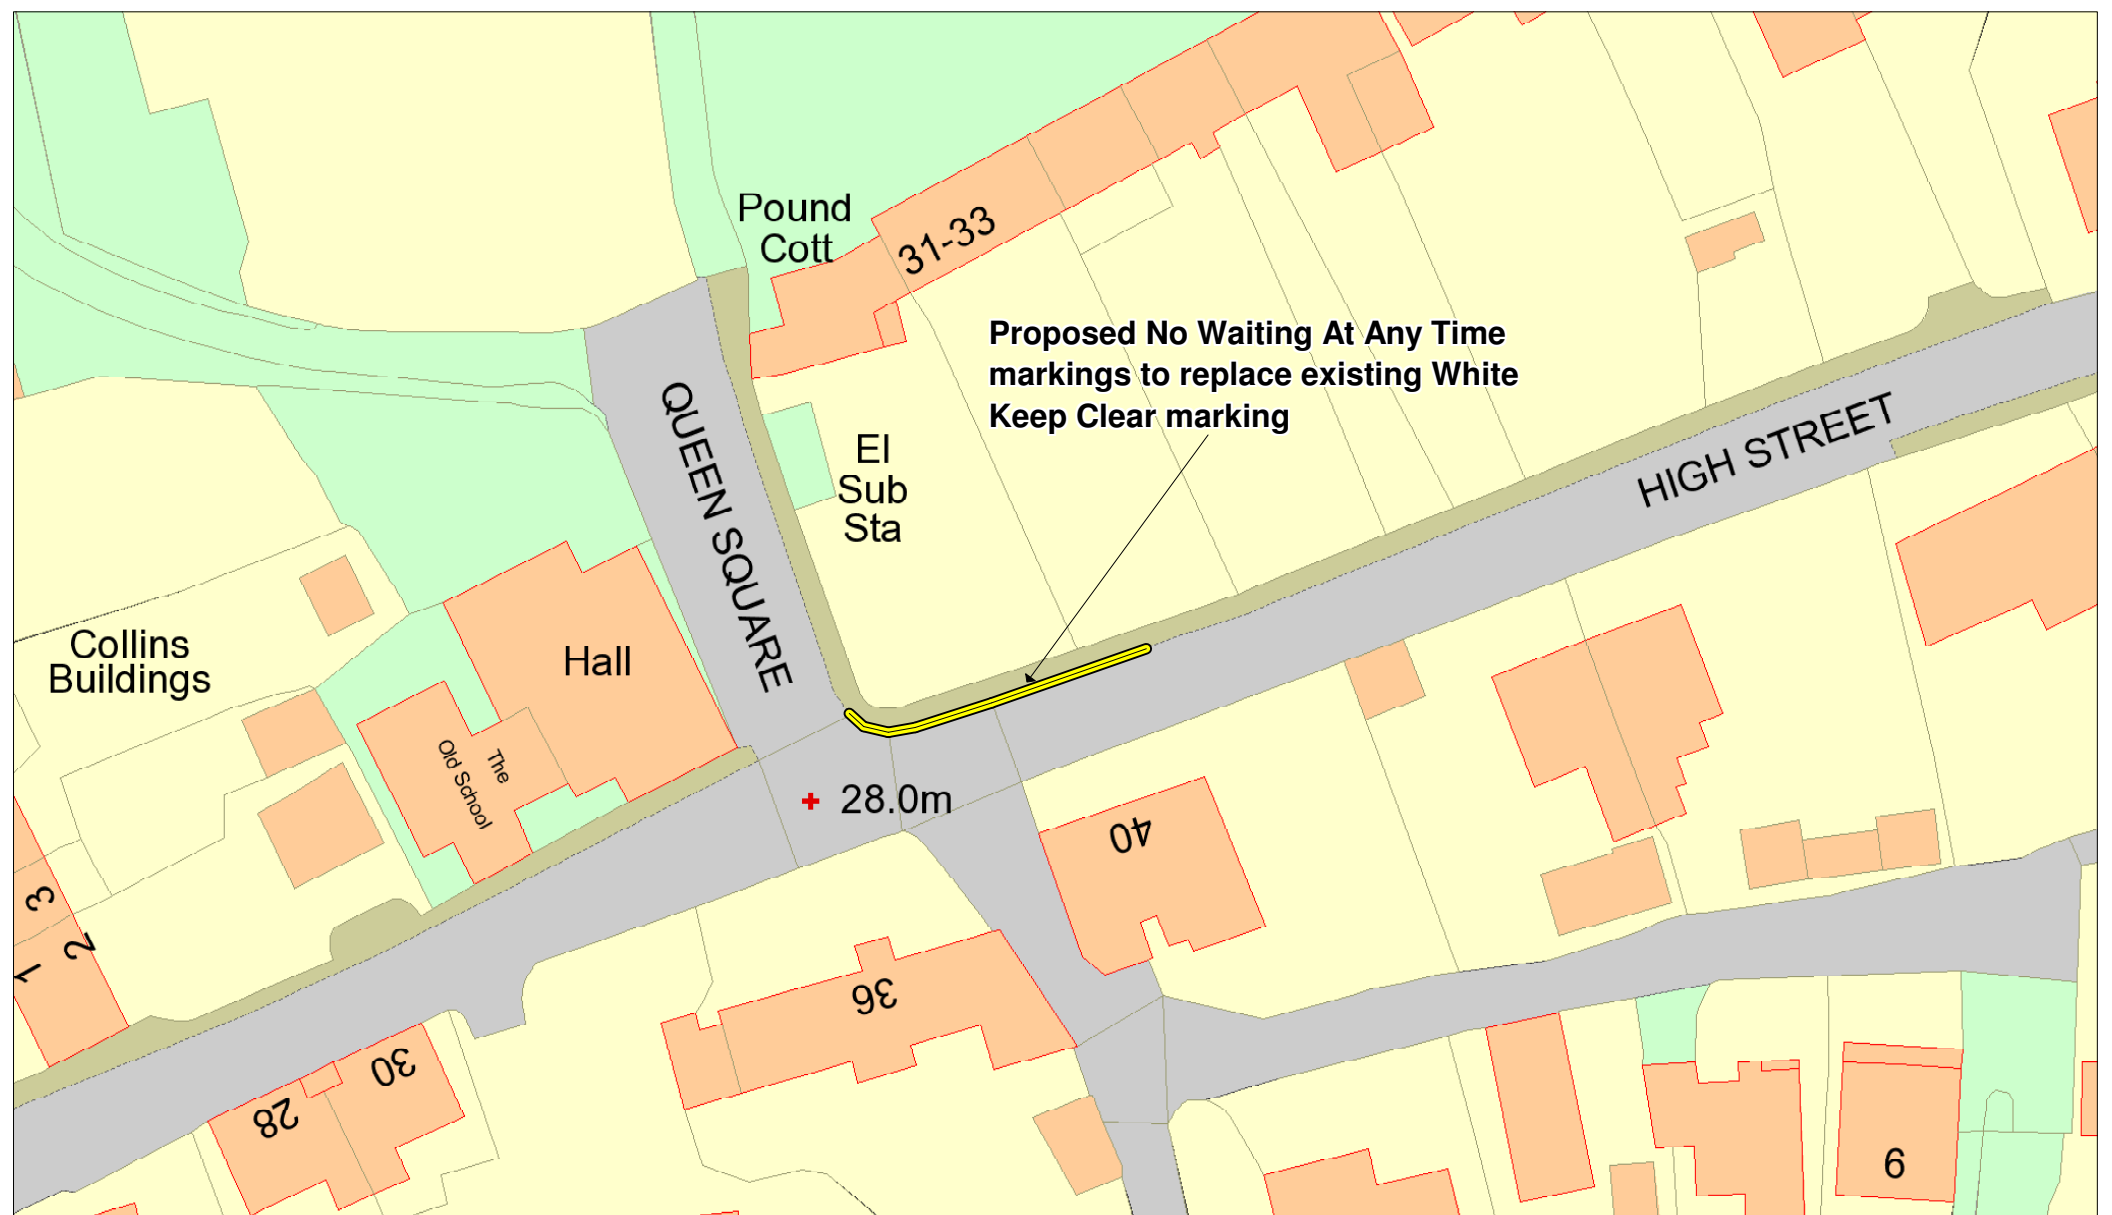 Pound
Cott
31-33
Proposed No Waiting At Any Time
markings to replace existing White
Keep Clear marking
QUEEN SQUARE
El
Sub
Sta
HIGH STREET
Collins
Buildings
Hall
The
Old School
28.0m
40
3
2
1
36
30
28
9